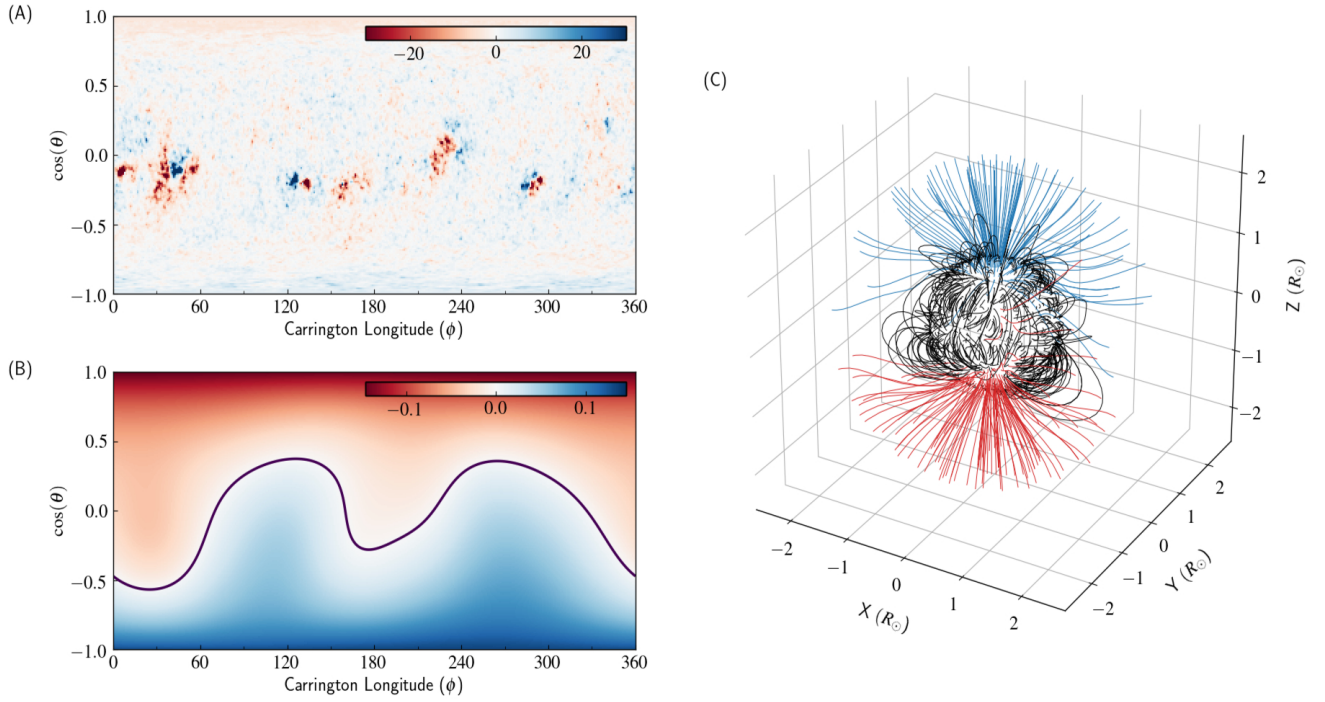 (A)
1.0
0.5
0.0
−0.5
−1.0
cos(θ)
−20 0 20
0 60 120 180 240 300 360
Carrington Longitude (ϕ)
(B)
1.0
0.5
0.0
−0.5
−1.0
cos(θ)
−0.1 0.0 0.1
0 60 120 180 240 300 360
Carrington Longitude (ϕ)
(C)
2
1
0
−1
−2
Z (R☉)
2
1
0
−1
−2
Y (R☉)
−2 −1 0 1 2
X (R☉)